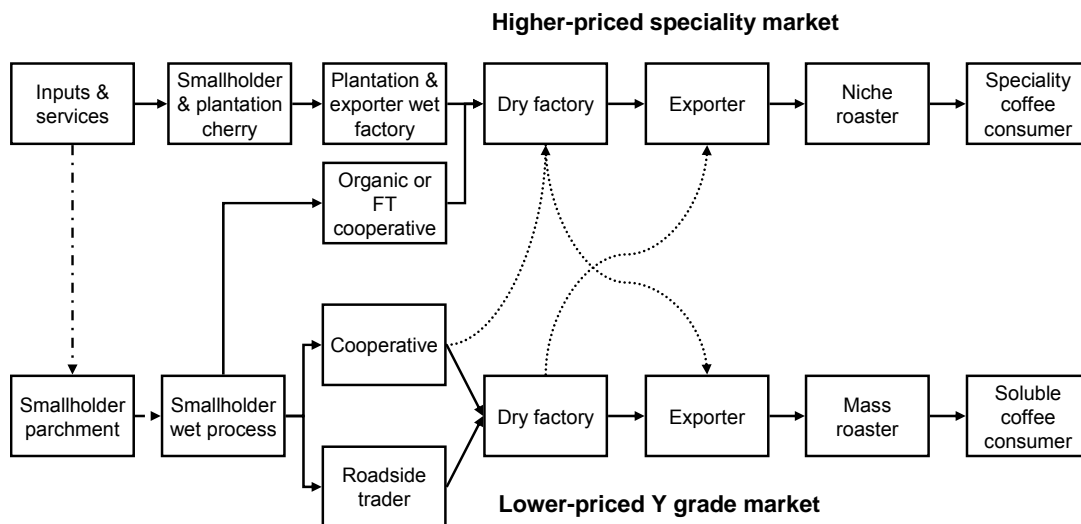 Higher-priced speciality market
Inputs &
services
Smallholder
& plantation
cherry
Plantation &
exporter wet
factory
Dry factory
Exporter
Niche
roaster
Speciality
coffee
consumer
Organic or
FT
cooperative
Cooperative
Smallholder
parchment
Smallholder
wet process
Dry factory
Exporter
Mass
roaster
Soluble
coffee
consumer
Roadside
trader
Lower-priced Y grade market